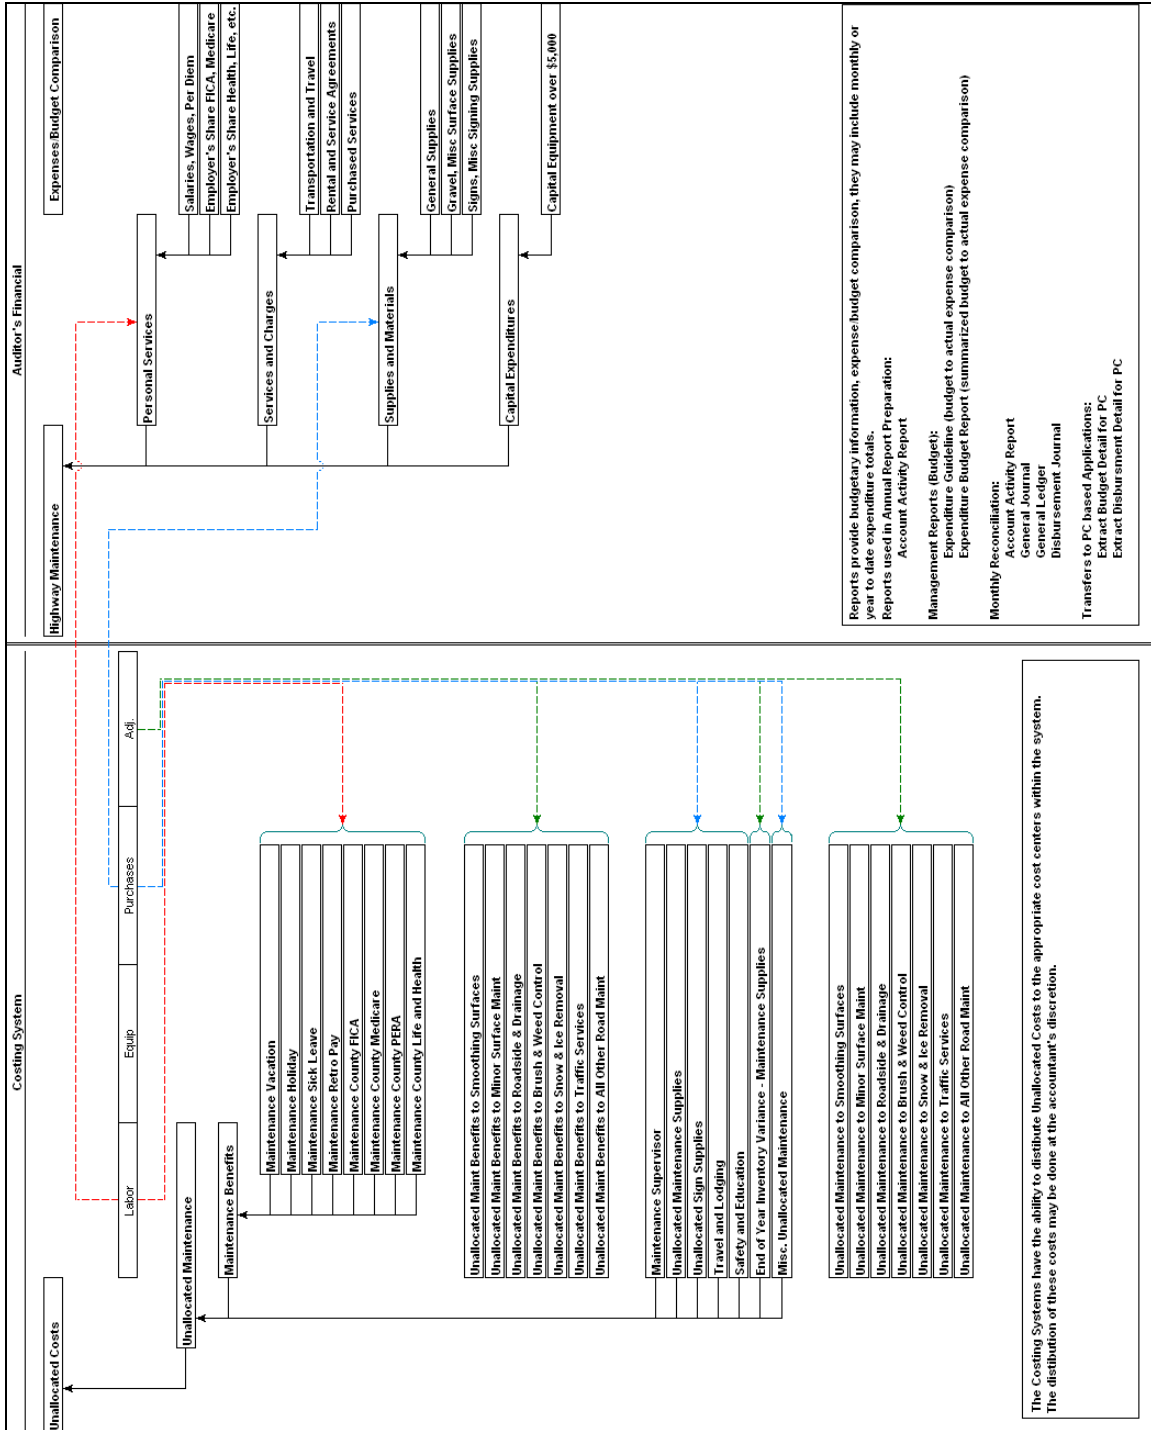 Costing System
Unallocated Costs
Labor
Equip
Purchases
Adj.
Unallocated Maintenance
Maintenance Benefits
Maintenance Vacation
Maintenance Holiday
Maintenance Sick Leave
Maintenance Retro Pay
Maintenance County FICA
Maintenance County Medicare
Maintenance County PERA
Maintenance County Life and Health
Unallocated Maint Benefits to Smoothing Surfaces
Unallocated Maint Benefits to Minor Surface Maint
Unallocated Maint Benefits to Roadside & Drainage
Unallocated Maint Benefits to Brush & Weed Control
Unallocated Maint Benefits to Snow & Ice Removal
Unallocated Maint Benefits to Traffic Services
Unallocated Maint Benefits to All Other Road Maint
Maintenance Supervisor
Unallocated Maintenance Supplies
Unallocated Sign Supplies
Travel and Lodging
Safety and Education
End of Year Inventory Variance - Maintenance Supplies
Misc. Unallocated Maintenance
Unallocated Maintenance to Smoothing Surfaces
Unallocated Maintenance to Minor Surface Maint
Unallocated Maintenance to Roadside & Drainage
Unallocated Maintenance to Brush & Weed Control
Unallocated Maintenance to Snow & Ice Removal
Unallocated Maintenance to Traffic Services
Unallocated Maintenance to All Other Road Maint
The Costing Systems have the ability to distibute Unallocated Costs to the appropriate cost centers within the system.
The distibution of these costs may be done at the accountant's discretion.
Auditor's Financial
Highway Maintenance
Expenses/Budget Comparison
Personal Services
Salaries, Wages, Per Diem
Employer's Share FICA, Medicare
Employer's Share Health, Life, etc.
Services and Charges
Transportation and Travel
Rental and Service Agreements
Purchased Services
Supplies and Materials
General Supplies
Gravel, Misc Surface Supplies
Signs, Misc Signing Supplies
Capital Expenditures
Capital Equipment over $5,000
Reports provide budgetary information, expense/budget comparison, they may include monthly or
year to date expenditure totals.
Reports used in Annual Report Preparation:
Account Activity Report
Management Reports (Budget):
Expenditure Guideline (budget to actual expense comparison)
Expenditure Budget Report (summarized budget to actual expense comparison)
Monthly Reconciliation:
Account Activity Report
General Journal
General Ledger
Disbursement Journal
Transfers to PC based Applications:
Extract Budget Detail for PC
Extract Disbursment Detail for PC